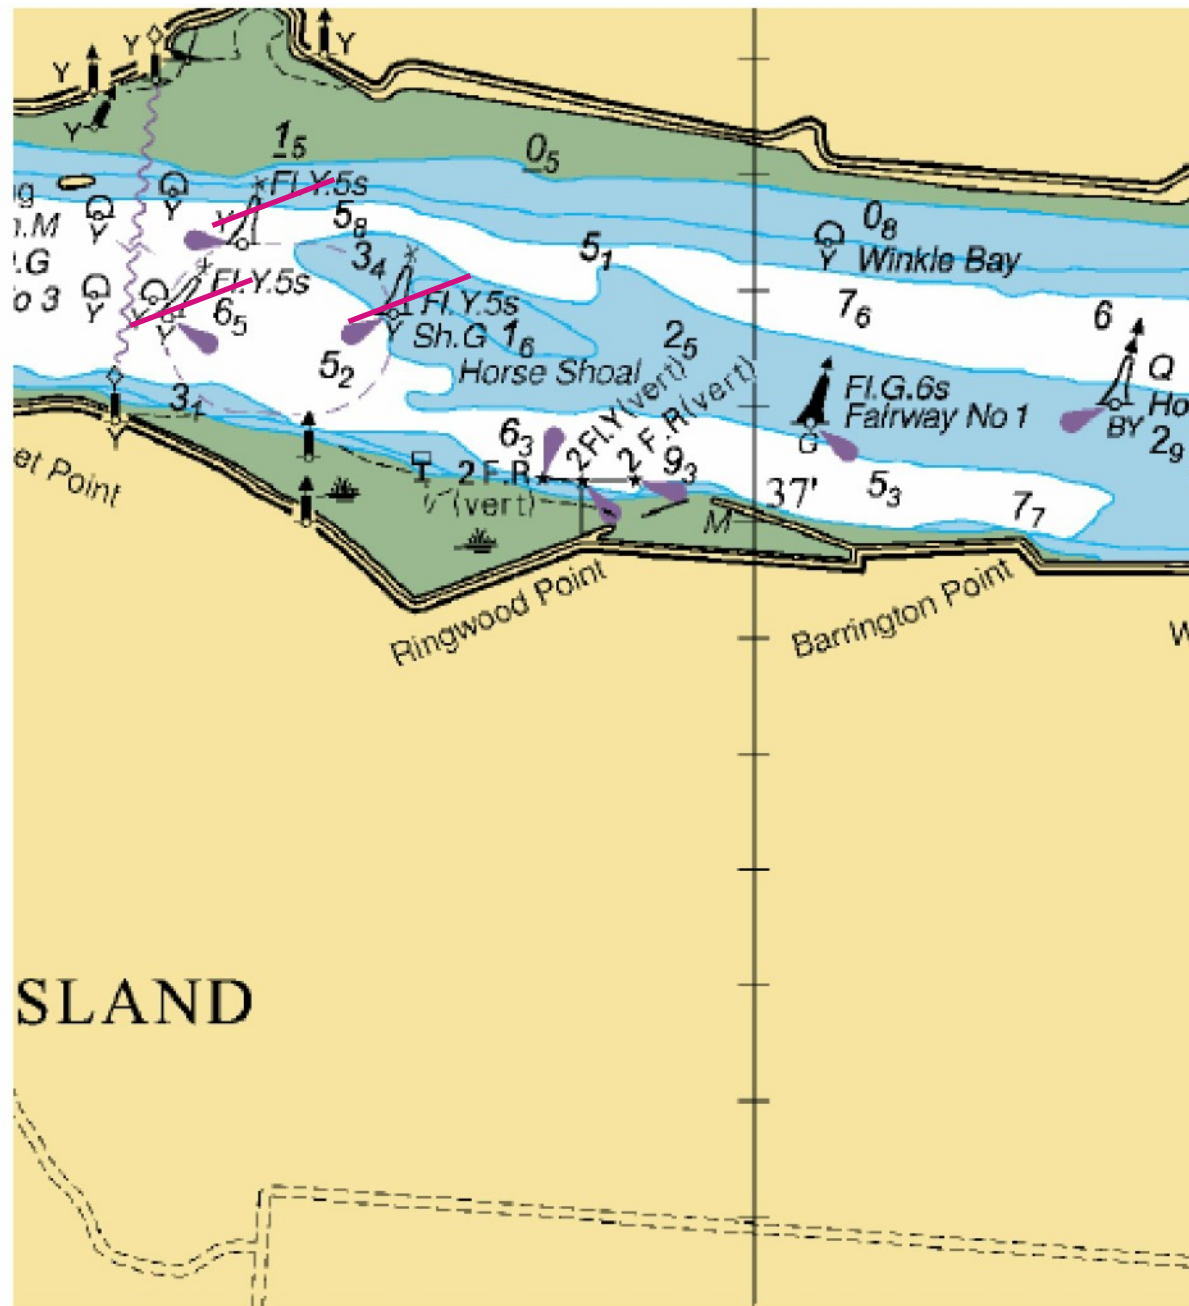 Y
Y
Y
Y
1₅
0₅
Fl.Y.5s
Y
Y
Y
5₈
0₈
.M
.G
o 3
3₄
5₁
Y
Winkle Bay
Fl.Y.5s
Y
Y
Y
6₅
Fl.Y.5s
Y
Sh.G
1₆
7₆
6
5₂
2₅
Horse Shoal
Q
Ho
BY
2₉
Fl.G.6s
Fairway No 1
G
3₁
Y
6₃
2Fl.Y(vert)
2 F.R(vert)
9₃
2 F.R
(vert)
37'
5₃
7₇
M
et Point
Ringwood Point
Barrington Point
W
SLAND